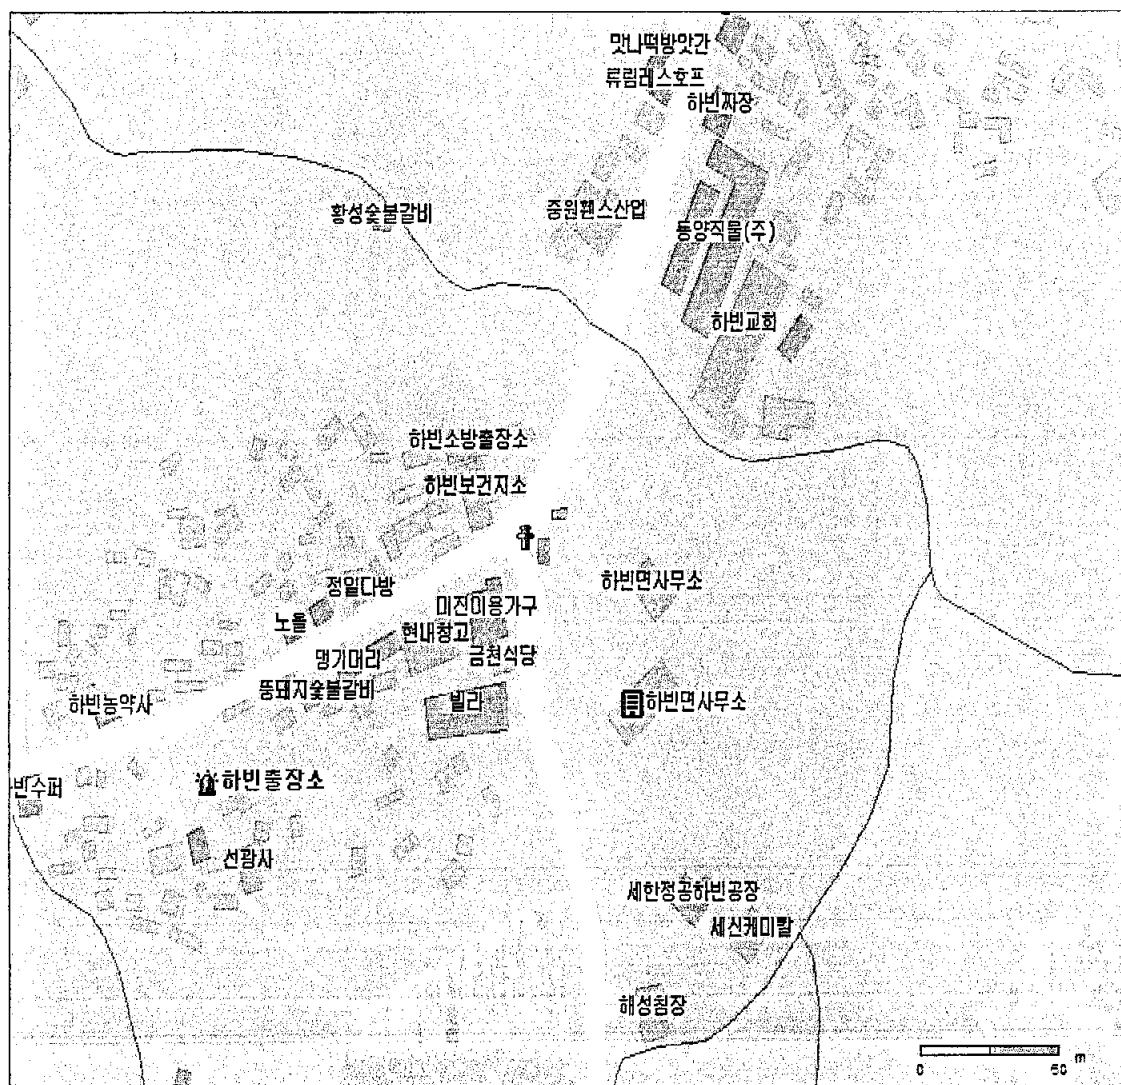 맛나떡방앗간
류림레스호프
하빈짜장
황성숯불갈비
중원휀스산업
동양직물(주)
하빈교회
하빈소방출장소
하빈보건지소
정일다방
하빈면사무소
미진이용가구
노을
현내창고
금천식당
댕기머리
뚱돼지숯불갈비
하빈농약사
빌라
하빈면사무소
하빈출장소
빈수퍼
선광사
세한정공하빈공장
세신케미칼
해성침장
0 50 m